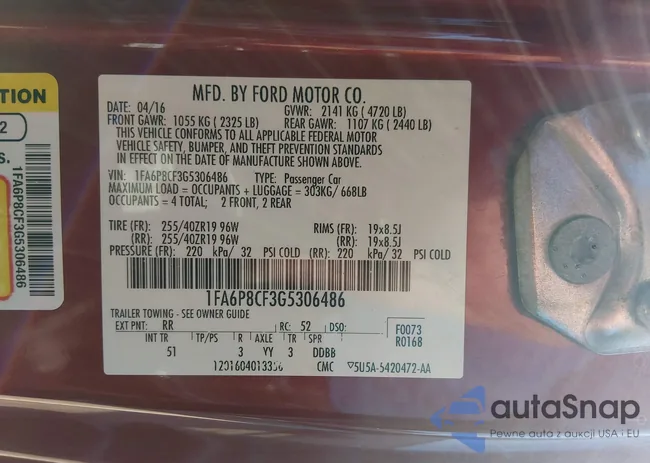 TION
2
S.
1FA6P8CF3G5306486
MFD. BY FORD MOTOR CO.
DATE: 04/16 GVWR: 2141 KG (4720 LB)
FRONT GAWR: 1055 KG (2325 LB) REAR GAWR: 1107 KG (2440 LB)
THIS VEHICLE CONFORMS TO ALL APPLICABLE FEDERAL MOTOR
VEHICLE SAFETY, BUMPER, AND THEFT PREVENTION STANDARDS
IN EFFECT ON THE DATE OF MANUFACTURE SHOWN ABOVE.
VIN: 1FA6P8CF3G5306486 TYPE: Passenger Car
MAXIMUM LOAD = OCCUPANTS + LUGGAGE = 303KG/ 668LB
OCCUPANTS = 4 TOTAL; 2 FRONT, 2 REAR
TIRE (FR): 255/40ZR19 96W RIMS (FR): 19x8.5J
(RR): 255/40ZR19 96W (RR): 19x8.5J
PRESSURE (FR): 220 kPa/ 32 PSI COLD (RR): 220 kPa/ 32 PSI COLD
1FA6P8CF3G5306486
TRAILER TOWING - SEE OWNER GUIDE
EXT PNT: RR RC: 52 DSO: F0073
R0168
INT TR TP/PS R AXLE TR SPR
51 3 YY 3 DDBB
CMC ▽5U5A-5420472-AA
autaSnap
Pewne auta z aukcji USA i EU